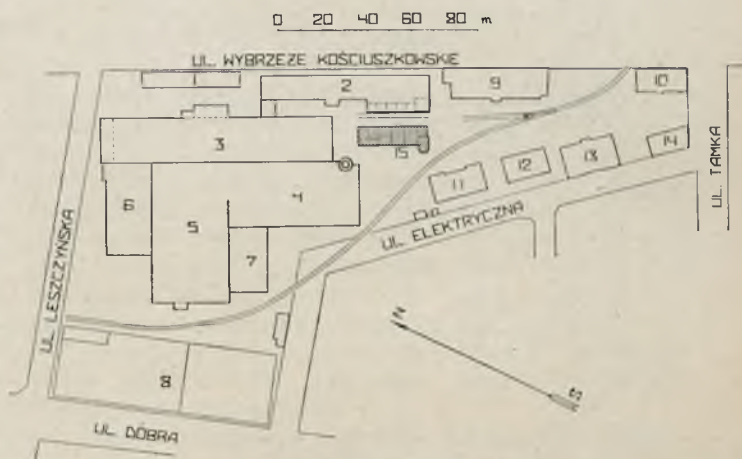 0 20 40 60 80 m
UL. WYBRZEŻE KOŚCIUSZKOWSKIE
2
9
10
3
15
14
13
12
11
6
5
4
7
UL. TAMKA
UL. ELEKTRYCZNA
UL. LESZCZYŃSKA
N
S
8
UL. DOBRA